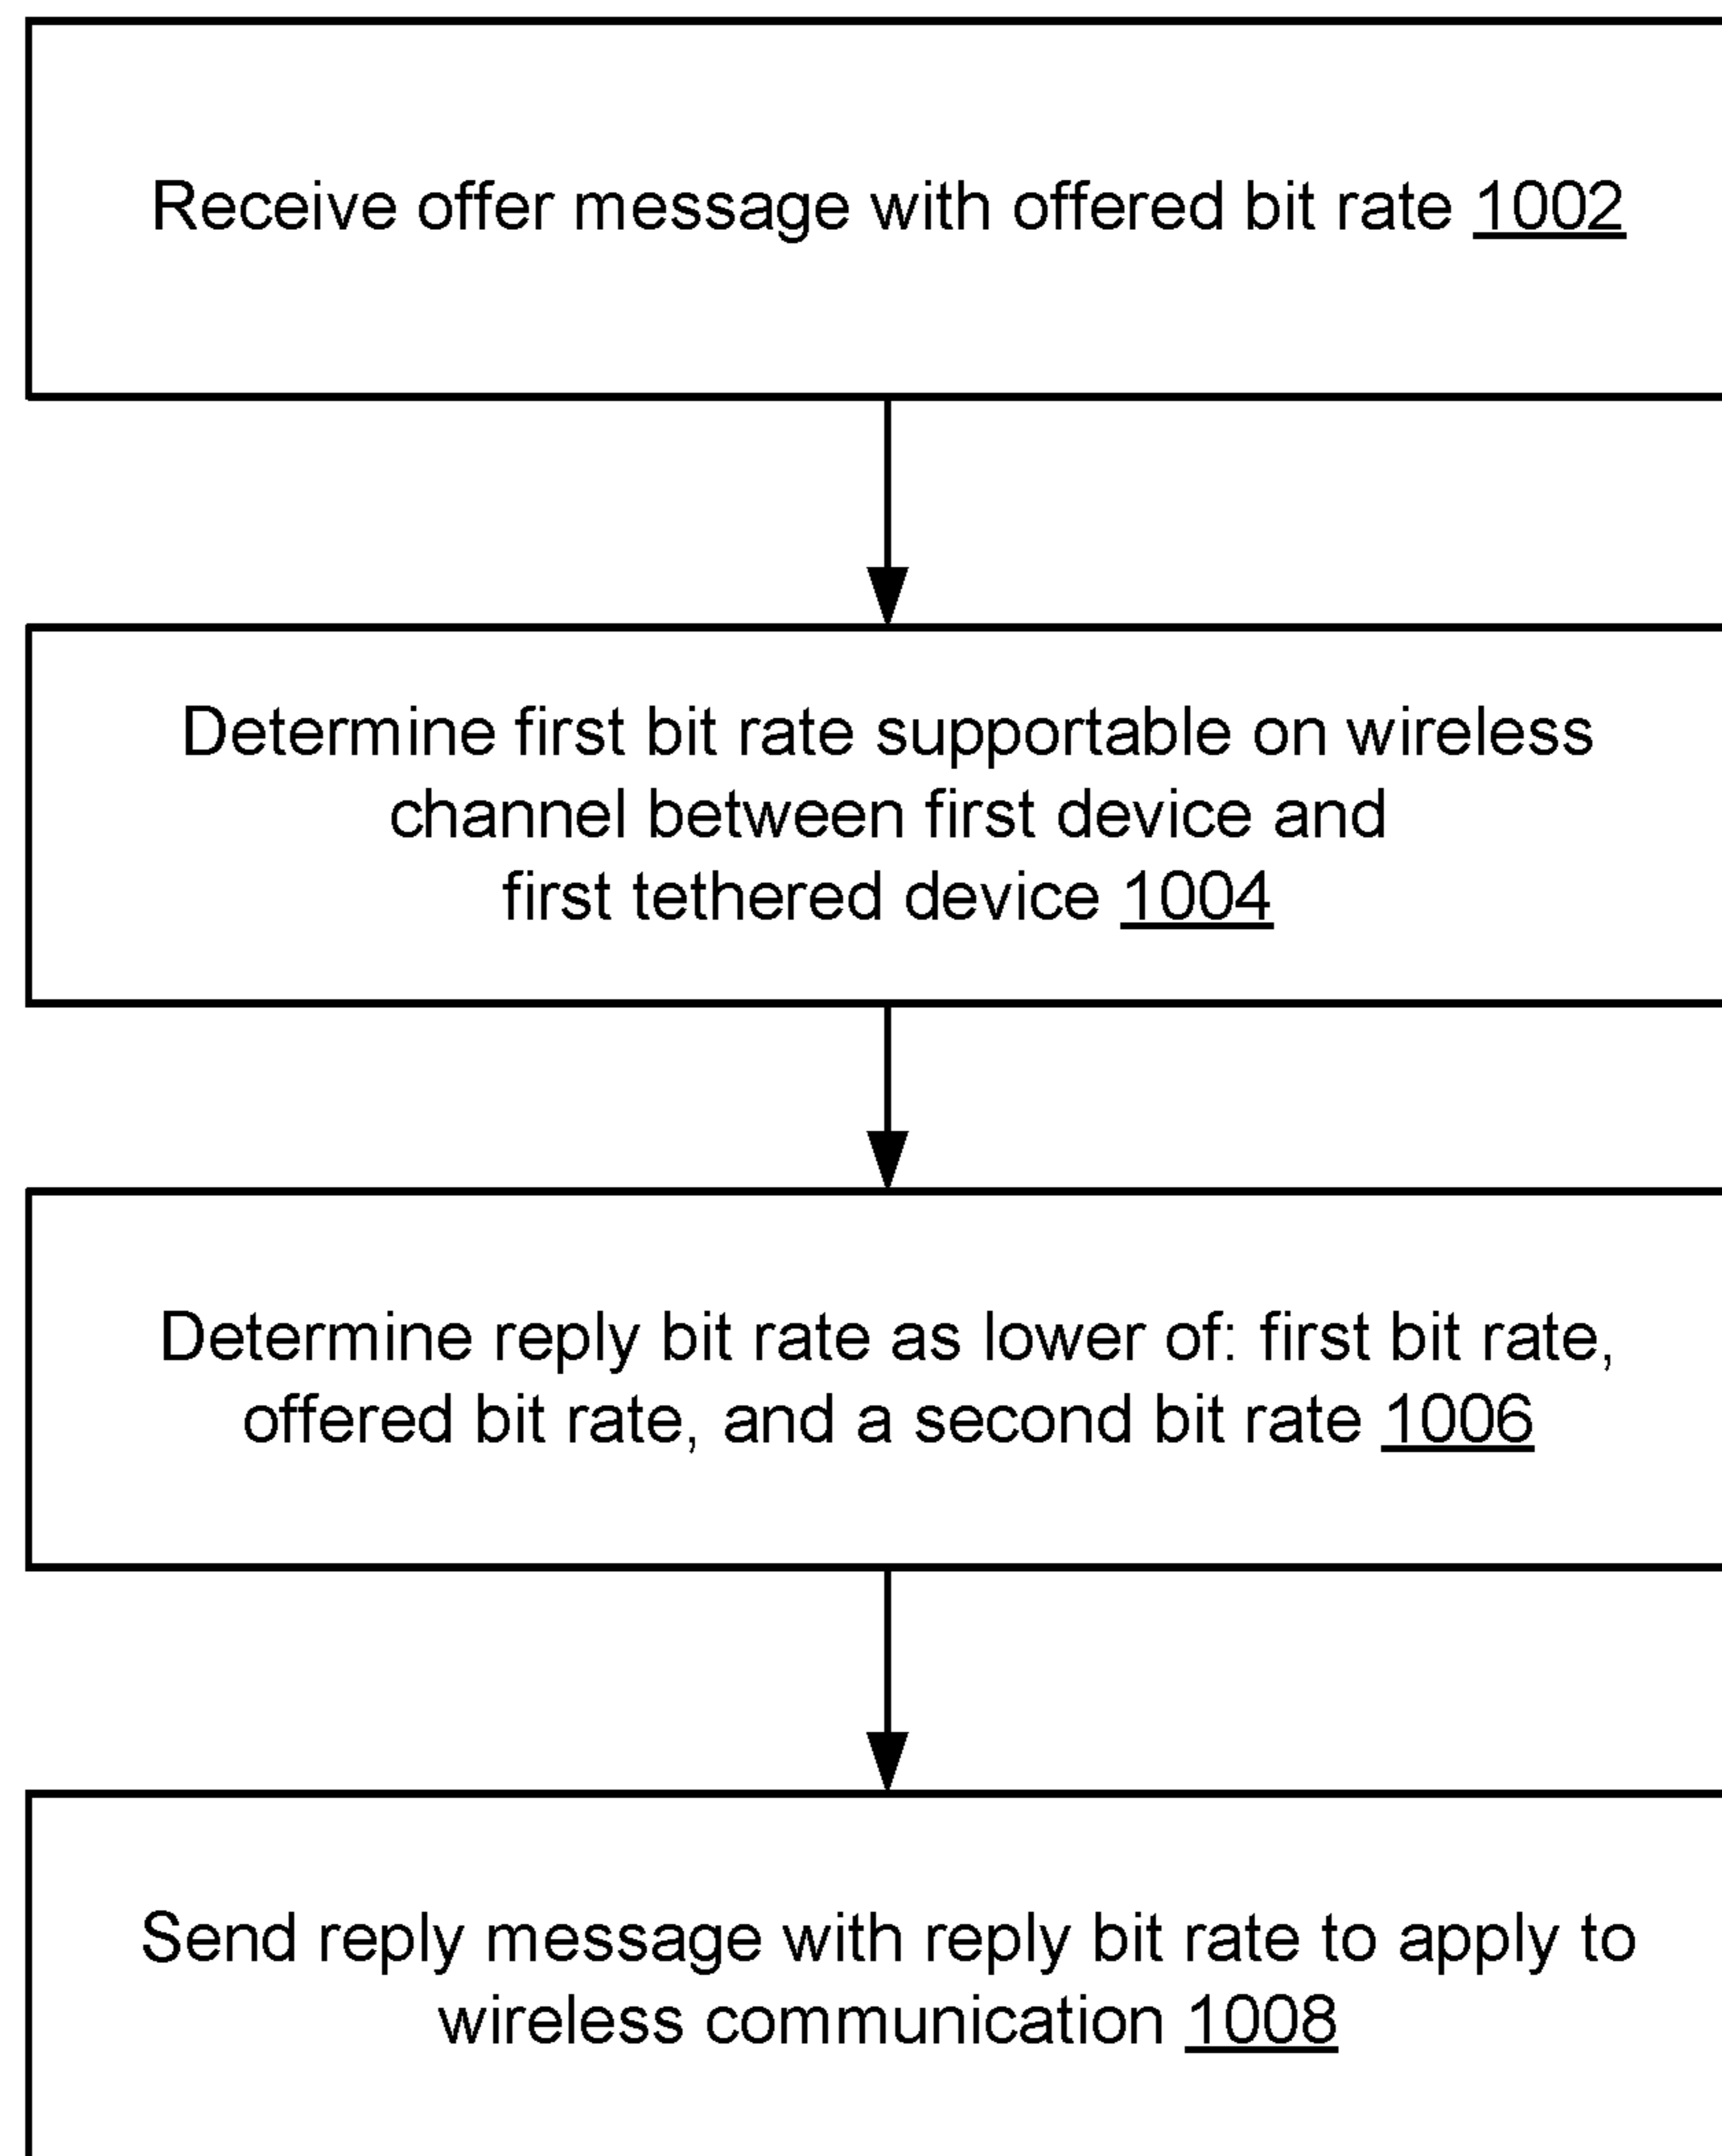 Receive offer message with offered bit rate 1002
Determine first bit rate supportable on wireless
channel between first device and
first tethered device 1004
Determine reply bit rate as lower of: first bit rate,
offered bit rate, and a second bit rate 1006
Send reply message with reply bit rate to apply to
wireless communication 1008